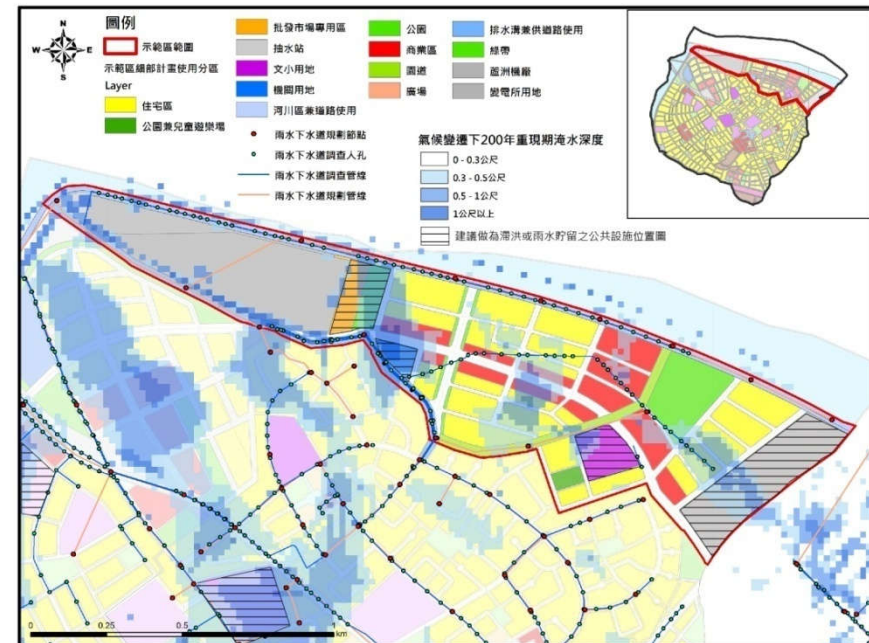 圖例
N
W
E
S
示範區範圍
示範區細部計畫使用分區
Layer
住宅區
公園兼兒童遊樂場
批發市場專用區
抽水站
文小用地
機關用地
河川區兼道路使用
雨水下水道規劃節點
雨水下水道調查人孔
雨水下水道調查管線
雨水下水道規劃管線
公園
商業區
園道
廣場
排水溝兼供道路使用
綠帶
蘆洲機廠
變電所用地
氣候變遷下200年重現期淹水深度
0 - 0.3公尺
0.3 - 0.5公尺
0.5 - 1公尺
1公尺以上
建議做為滯洪或雨水貯留之公共設施位置圖
0
0.25
0.5
1
km